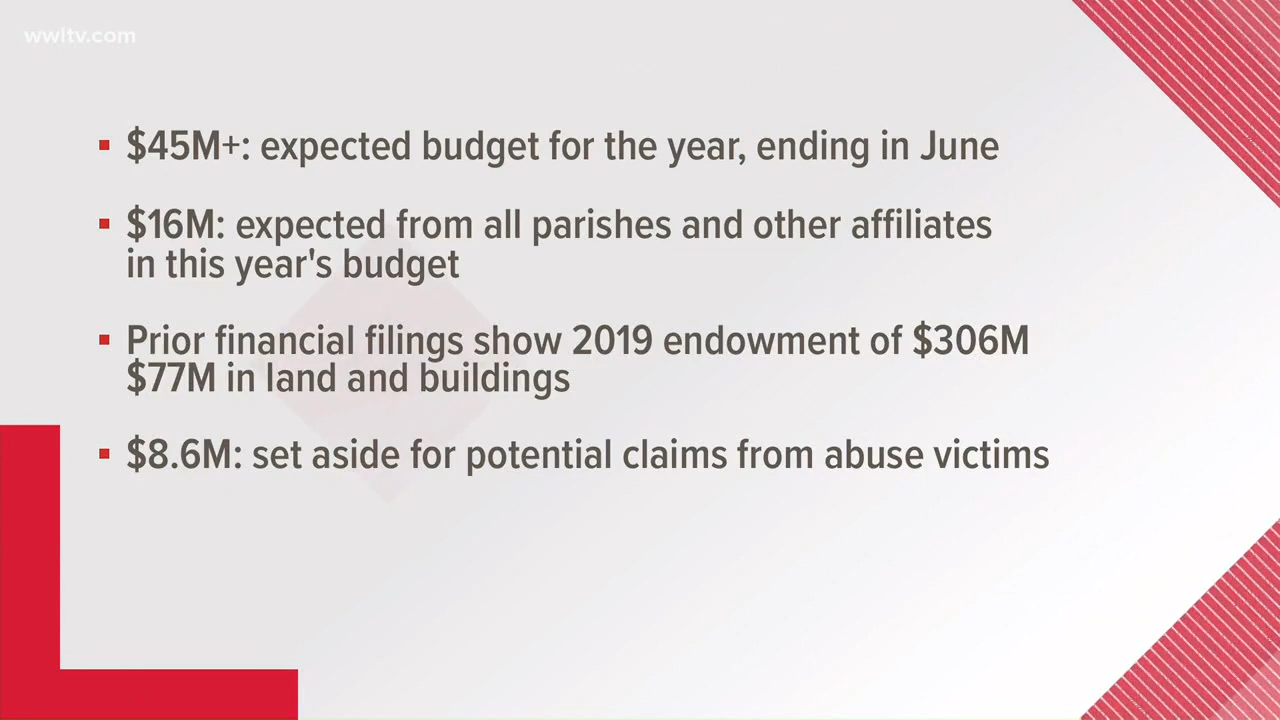 wwltv.com
$45M+: expected budget for the year, ending in June
$16M: expected from all parishes and other affiliates
in this year's budget
Prior financial filings show 2019 endowment of $306M
$77M in land and buildings
$8.6M: set aside for potential claims from abuse victims